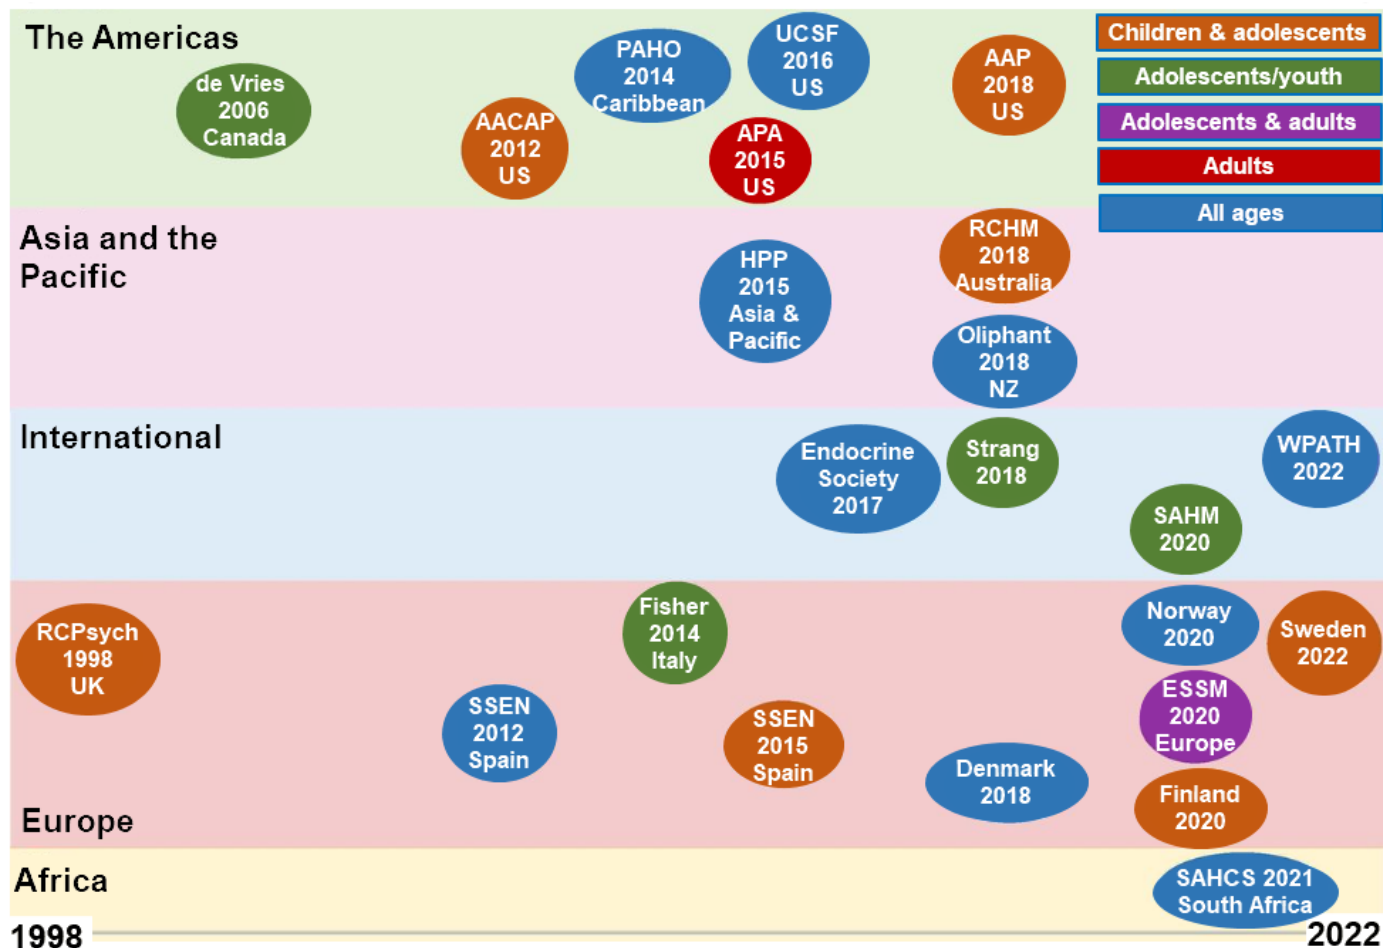 The Americas
de Vries
2006
Canada
AACAP
2012
US
PAHO
2014
Caribbean
UCSF
2016
US
APA
2015
US
AAP
2018
US
Children & adolescents
Adolescents/youth
Adolescents & adults
Adults
All ages
Asia and the
Pacific
HPP
2015
Asia &
Pacific
RCHM
2018
Australia
Oliphant
2018
NZ
International
Endocrine
Society
2017
Strang
2018
SAHM
2020
WPATH
2022
RCPsych
1998
UK
SSEN
2012
Spain
Fisher
2014
Italy
SSEN
2015
Spain
Denmark
2018
Norway
2020
ESSM
2020
Europe
Finland
2020
Sweden
2022
Europe
Africa
SAHCS 2021
South Africa
1998
2022